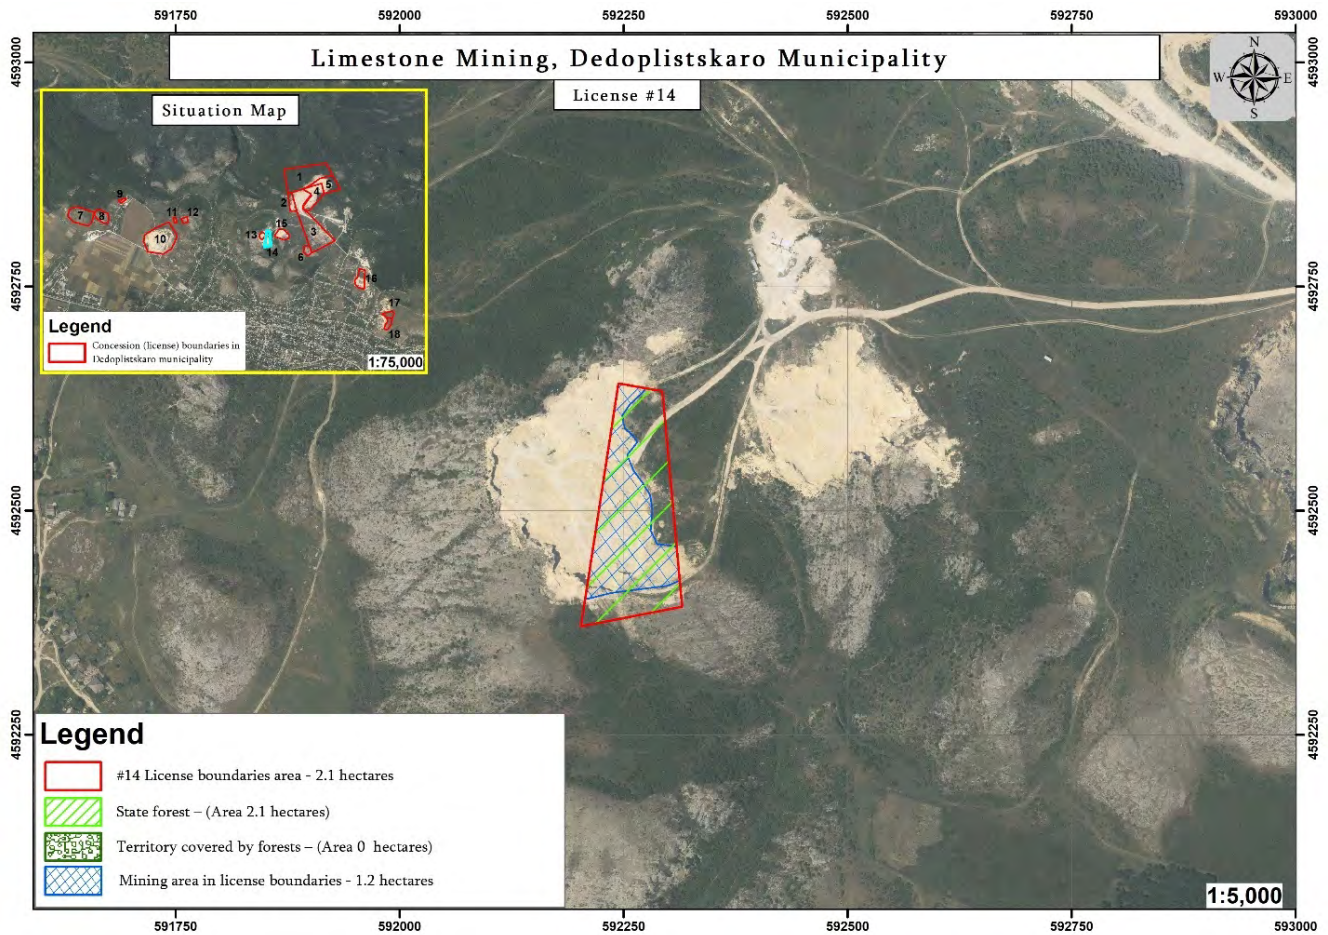 591750 592000 592250 592500 592750 593000
4593000 4593000
Limestone Mining, Dedoplistskaro Municipality
License #14
N
W E
S
Situation Map
1
2
3
4
5
6
7
8
9
10
11
12
13
14
15
16
17
18
Legend
Concession (license) boundaries in
Dedoplistskaro municipality
1:75,000
4592750 4592750
4592500 4592500
4592250 4592250
Legend
#14 License boundaries area - 2.1 hectares
State forest – (Area 2.1 hectares)
Territory covered by forests – (Area 0 hectares)
Mining area in license boundaries - 1.2 hectares
1:5,000
591750 592000 592250 592500 592750 593000